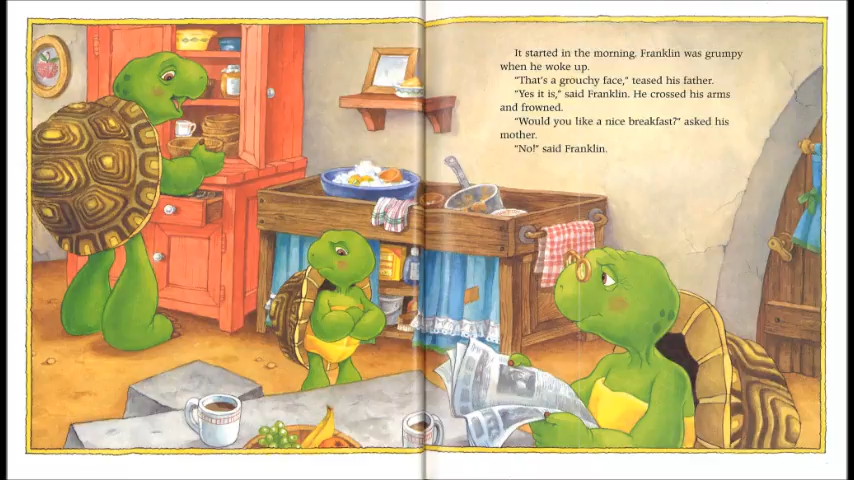 It started in the morning. Franklin was grumpy
when he woke up.
"That's a grouchy face," teased his father.
"Yes it is," said Franklin. He crossed his arms
and frowned.
"Would you like a nice breakfast?" asked his
mother.
"No!" said Franklin.